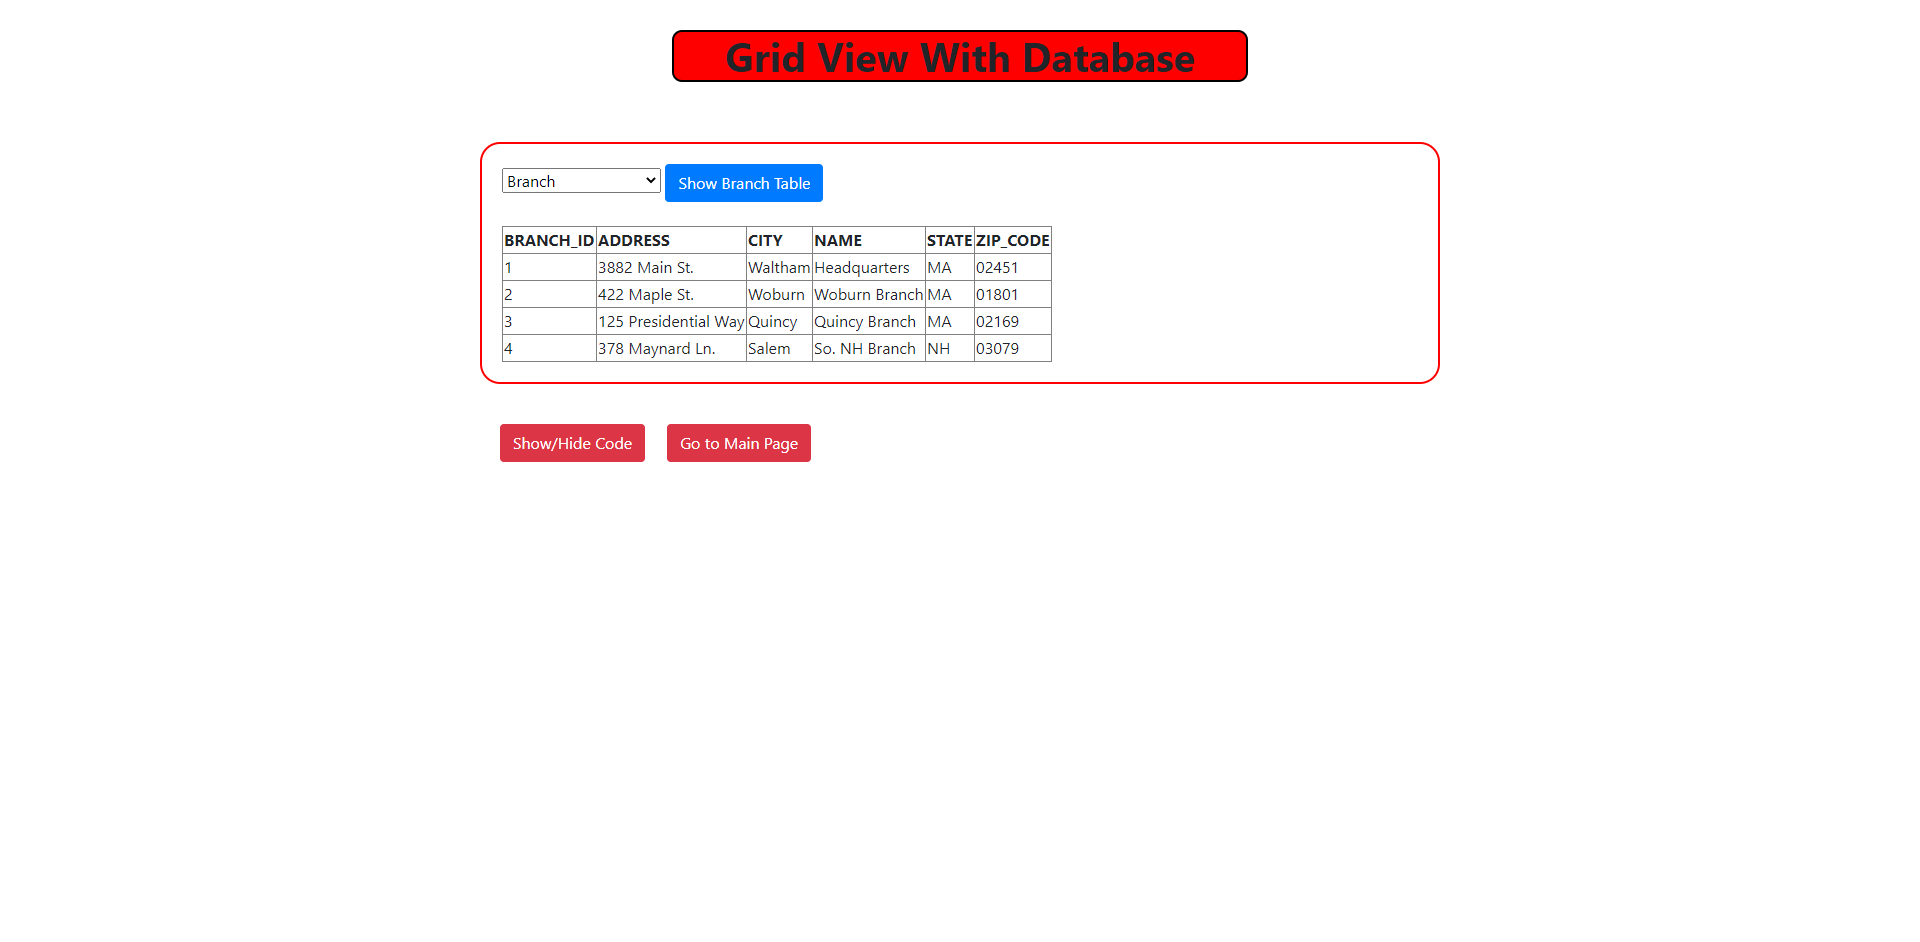 Grid View With Database
Branch Show Branch Table
BRANCH_ID ADDRESS CITY NAME STATE ZIP_CODE
1 3882 Main St. Waltham Headquarters MA 02451
2 422 Maple St. Woburn Woburn Branch MA 01801
3 125 Presidential Way Quincy Quincy Branch MA 02169
4 378 Maynard Ln. Salem So. NH Branch NH 03079
Show/Hide Code Go to Main Page